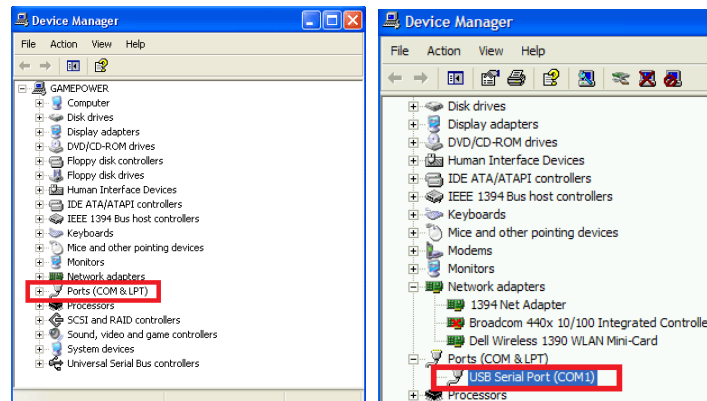 Device Manager
File Action View Help
GAMEPOWER
Computer
Disk drives
Display adapters
DVD/CD-ROM drives
Floppy disk controllers
Floppy disk drives
Human Interface Devices
IDE ATA/ATAPI controllers
IEEE 1394 Bus host controllers
Keyboards
Mice and other pointing devices
Monitors
Network adapters
Ports (COM & LPT)
Processors
SCSI and RAID controllers
Sound, video and game controllers
System devices
Universal Serial Bus controllers
Device Manager
File Action View Help
Disk drives
Display adapters
DVD/CD-ROM drives
Human Interface Devices
IDE ATA/ATAPI controllers
IEEE 1394 Bus host controllers
Keyboards
Mice and other pointing devices
Modems
Monitors
Network adapters
1394 Net Adapter
Broadcom 440x 10/100 Integrated Controlle
Dell Wireless 1390 WLAN Mini-Card
Ports (COM & LPT)
USB Serial Port (COM1)
Processors